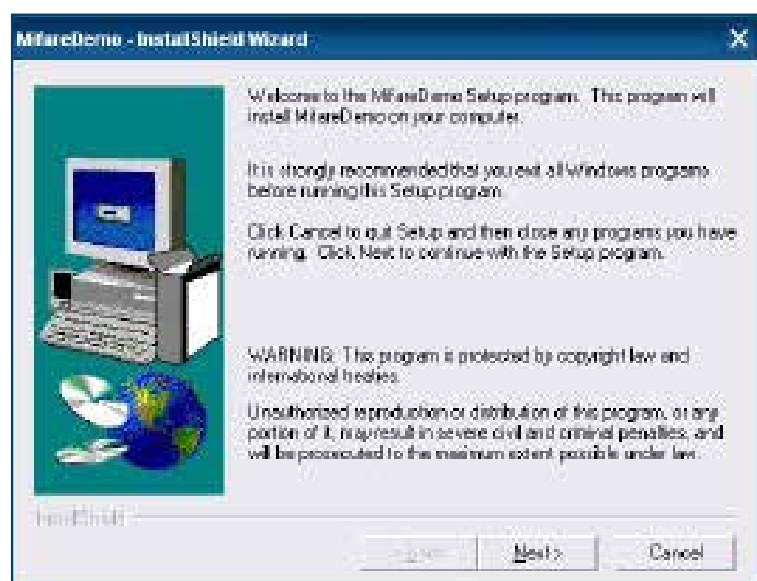 MifareDemo - InstallShield Wizard
Welcome to the MifareDemo Setup program. This program will
install MifareDemo on your computer.
It is strongly recommended that you exit all Windows programs
before running this Setup program.
Click Cancel to quit Setup and then close any programs you have
running. Click Next to continue with the Setup program.
WARNING: This program is protected by copyright law and
international treaties.
Unauthorized reproduction or distribution of this program, or any
portion of it, may result in severe civil and criminal penalties, and
will be prosecuted to the maximum extent possible under law.
InstallShield
< Back
Next >
Cancel